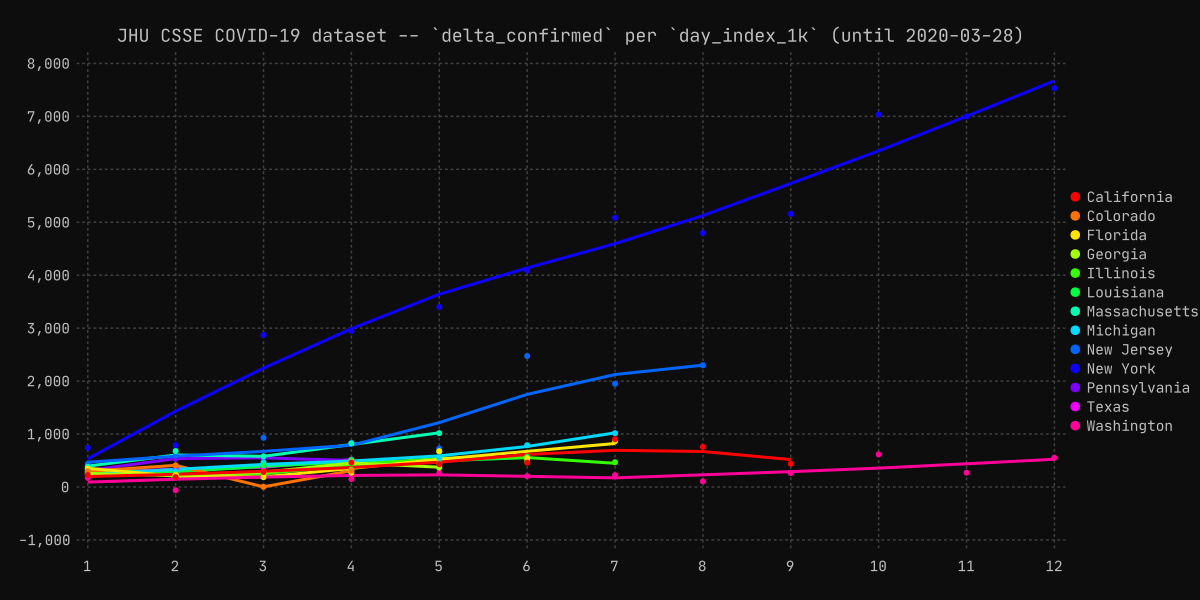 JHU CSSE COVID-19 dataset -- `delta_confirmed` per `day_index_1k` (until 2020-03-28)
8,000
7,000
6,000
5,000
4,000
3,000
2,000
1,000
0
-1,000
1 2 3 4 5 6 7 8 9 10 11 12
California
Colorado
Florida
Georgia
Illinois
Louisiana
Massachusetts
Michigan
New Jersey
New York
Pennsylvania
Texas
Washington